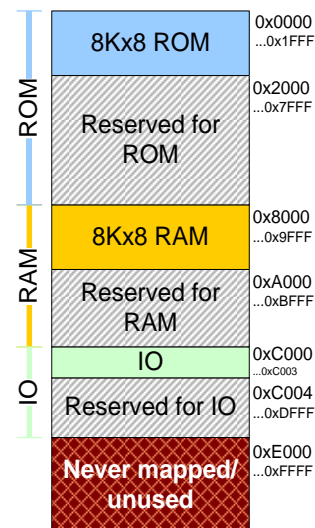 ROM
8Kx8 ROM
0x0000
...0x1FFF
Reserved for
ROM
0x2000
...0x7FFF
RAM
8Kx8 RAM
0x8000
...0x9FFF
Reserved for
RAM
0xA000
...0xBFFF
IO
IO
0xC000
...0xC003
Reserved for IO
0xC004
...0xDFFF
Never mapped/
unused
0xE000
...0xFFFF